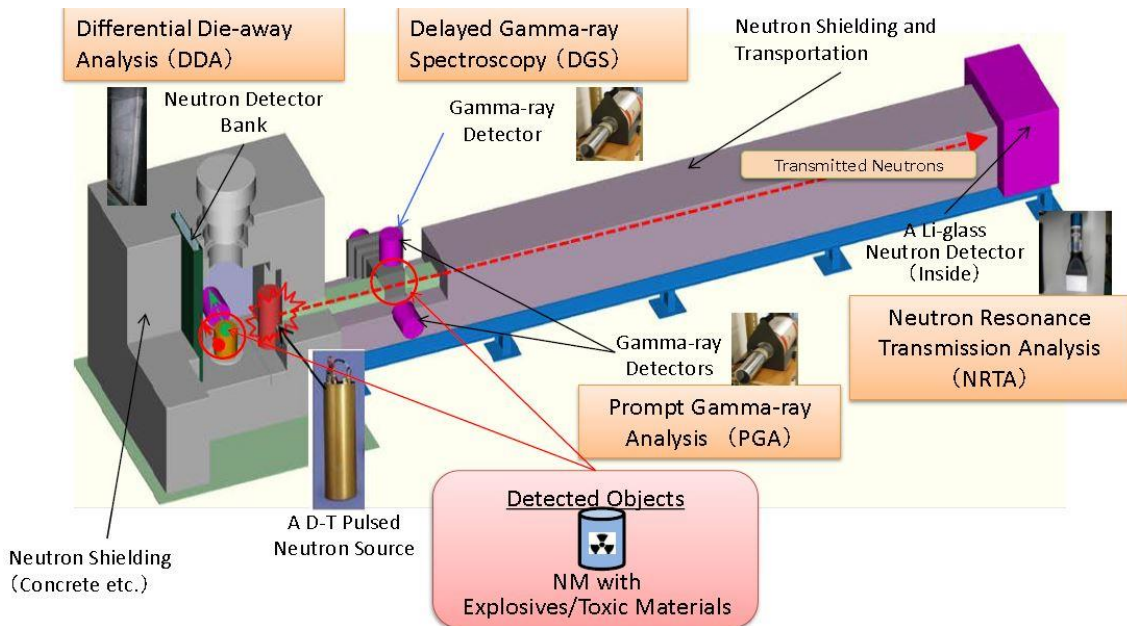 Differential Die-away
Analysis (DDA)
Neutron Detector
Bank
Delayed Gamma-ray
Spectroscopy (DGS)
Gamma-ray
Detector
Neutron Shielding and
Transportation
Transmitted Neutrons
A Li-glass
Neutron Detector
(Inside)
Neutron Resonance
Transmission Analysis
(NRTA)
Gamma-ray
Detectors
Prompt Gamma-ray
Analysis (PGA)
A D-T Pulsed
Neutron Source
Neutron Shielding
(Concrete etc.)
Detected Objects
NM with
Explosives/Toxic Materials